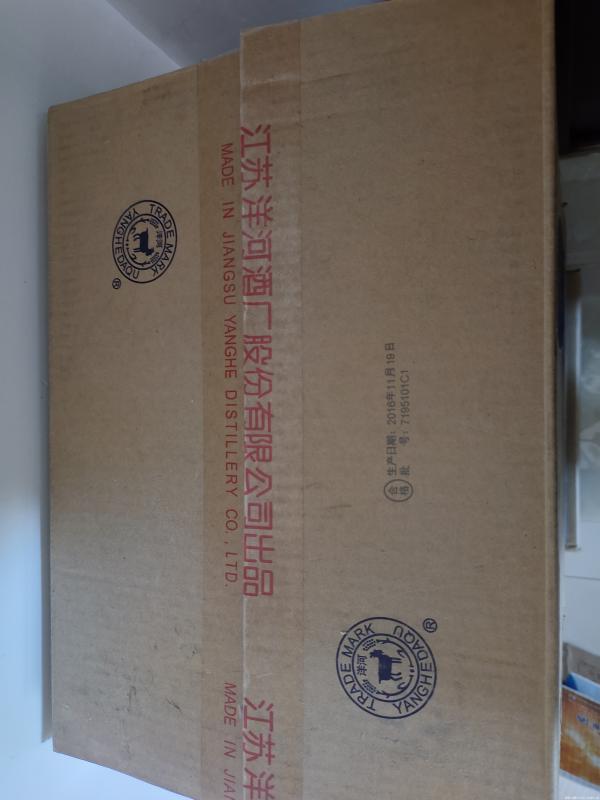 TRADE MARK
洋河
YANGHEDAQU
®
江苏洋河酒厂股份有限公司出品
MADE IN JIANGSU YANGHE DISTILLERY CO., LTD.
江苏洋
MADE IN JIAN
生产日期: 2016年11月19日
合格 批 号: 7195101C1
TRADE MARK
洋河
YANGHEDAQU
®